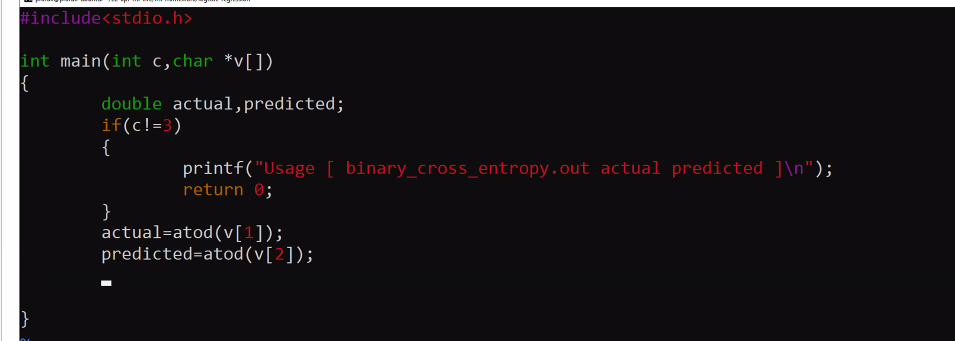 #include<stdio.h>
int main(int c,char *v[])
{
double actual,predicted;
if(c!=3)
{
printf("Usage [ binary_cross_entropy.out actual predicted ]\n");
return 0;
}
actual=atod(v[1]);
predicted=atod(v[2]);
}